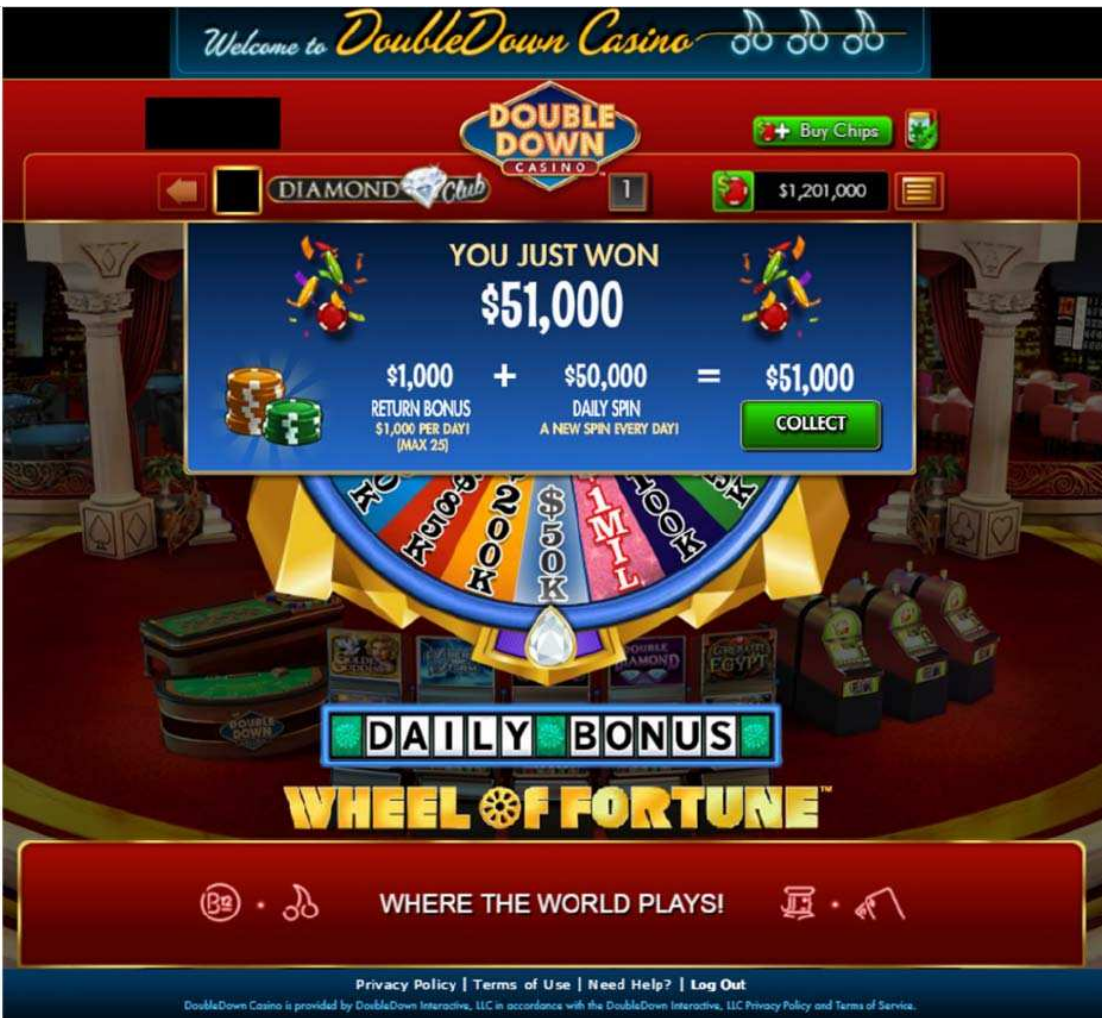 Welcome to DoubleDown Casino
DOUBLE
DOWN
CASINO™
Buy Chips
DIAMOND Club
1
$1,201,000
YOU JUST WON
$51,000
$1,000 + $50,000 = $51,000
RETURN BONUS
DAILY SPIN
$1,000 PER DAY!
(MAX 25)
A NEW SPIN EVERY DAY!
COLLECT
200K
$50K
1MIL
100K
DOUBLE
DIAMOND
EGYPT
DOUBLE
DOWN
DAILY BONUS
WHEEL OF FORTUNE™
WHERE THE WORLD PLAYS!
Privacy Policy | Terms of Use | Need Help? | Log Out
DoubleDown Casino is provided by DoubleDown Interactive, LLC in accordance with the DoubleDown Interactive, LLC Privacy Policy and Terms of Service.